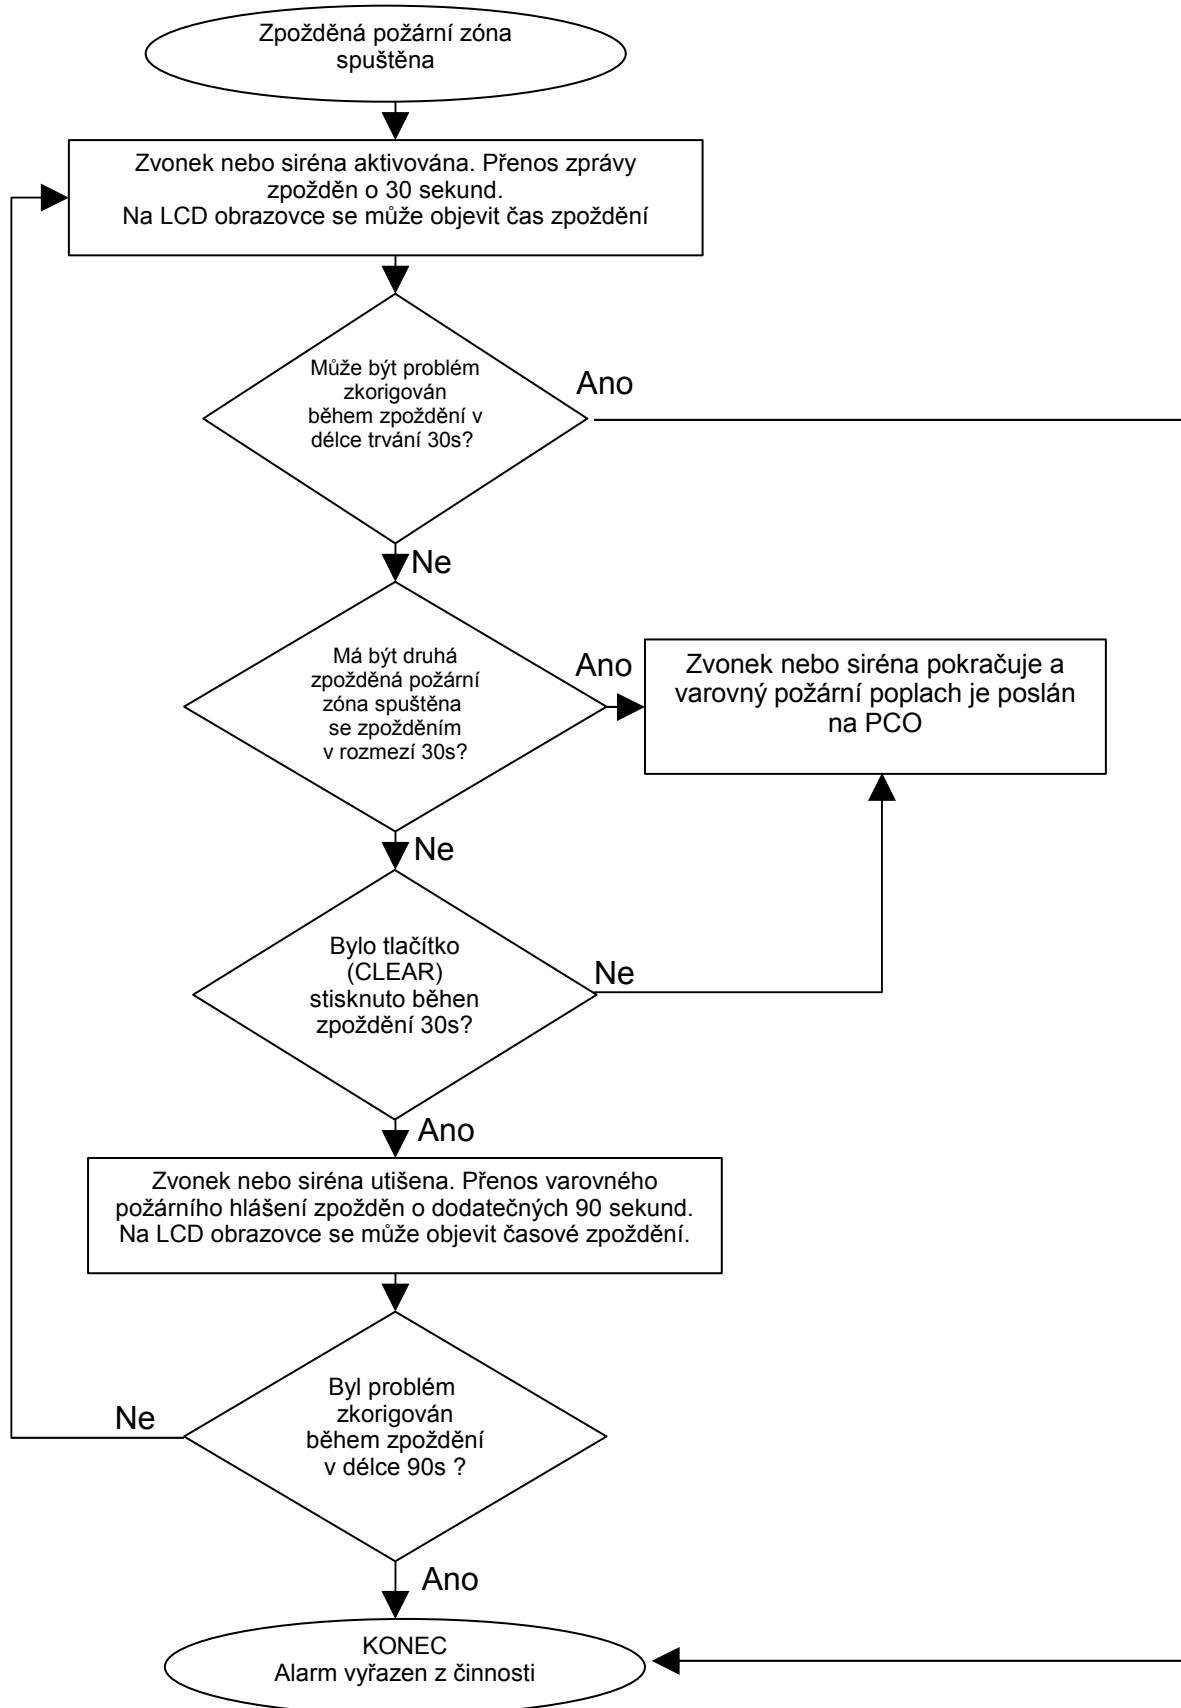 Zpožděná požární zóna
spuštěna
Zvonek nebo siréna aktivována. Přenos zprávy
zpožděn o 30 sekund.
Na LCD obrazovce se může objevit čas zpoždění
Může být problém
zkorigován
během zpoždění v
délce trvání 30s?
Ano
Ne
Má být druhá
zpožděná požární
zóna spuštěna
se zpožděním
v rozmezí 30s?
Ano
Zvonek nebo siréna pokračuje a
varovný požární poplach je poslán
na PCO
Ne
Bylo tlačítko
(CLEAR)
stisknuto během
zpoždění 30s?
Ne
Ano
Zvonek nebo siréna utišena. Přenos varovného
požárního hlášení zpožděn o dodatečných 90 sekund.
Na LCD obrazovce se může objevit časové zpoždění.
Byl problém
zkorigován
během zpoždění
v délce 90s ?
Ne
Ano
KONEC
Alarm vyřazen z činnosti